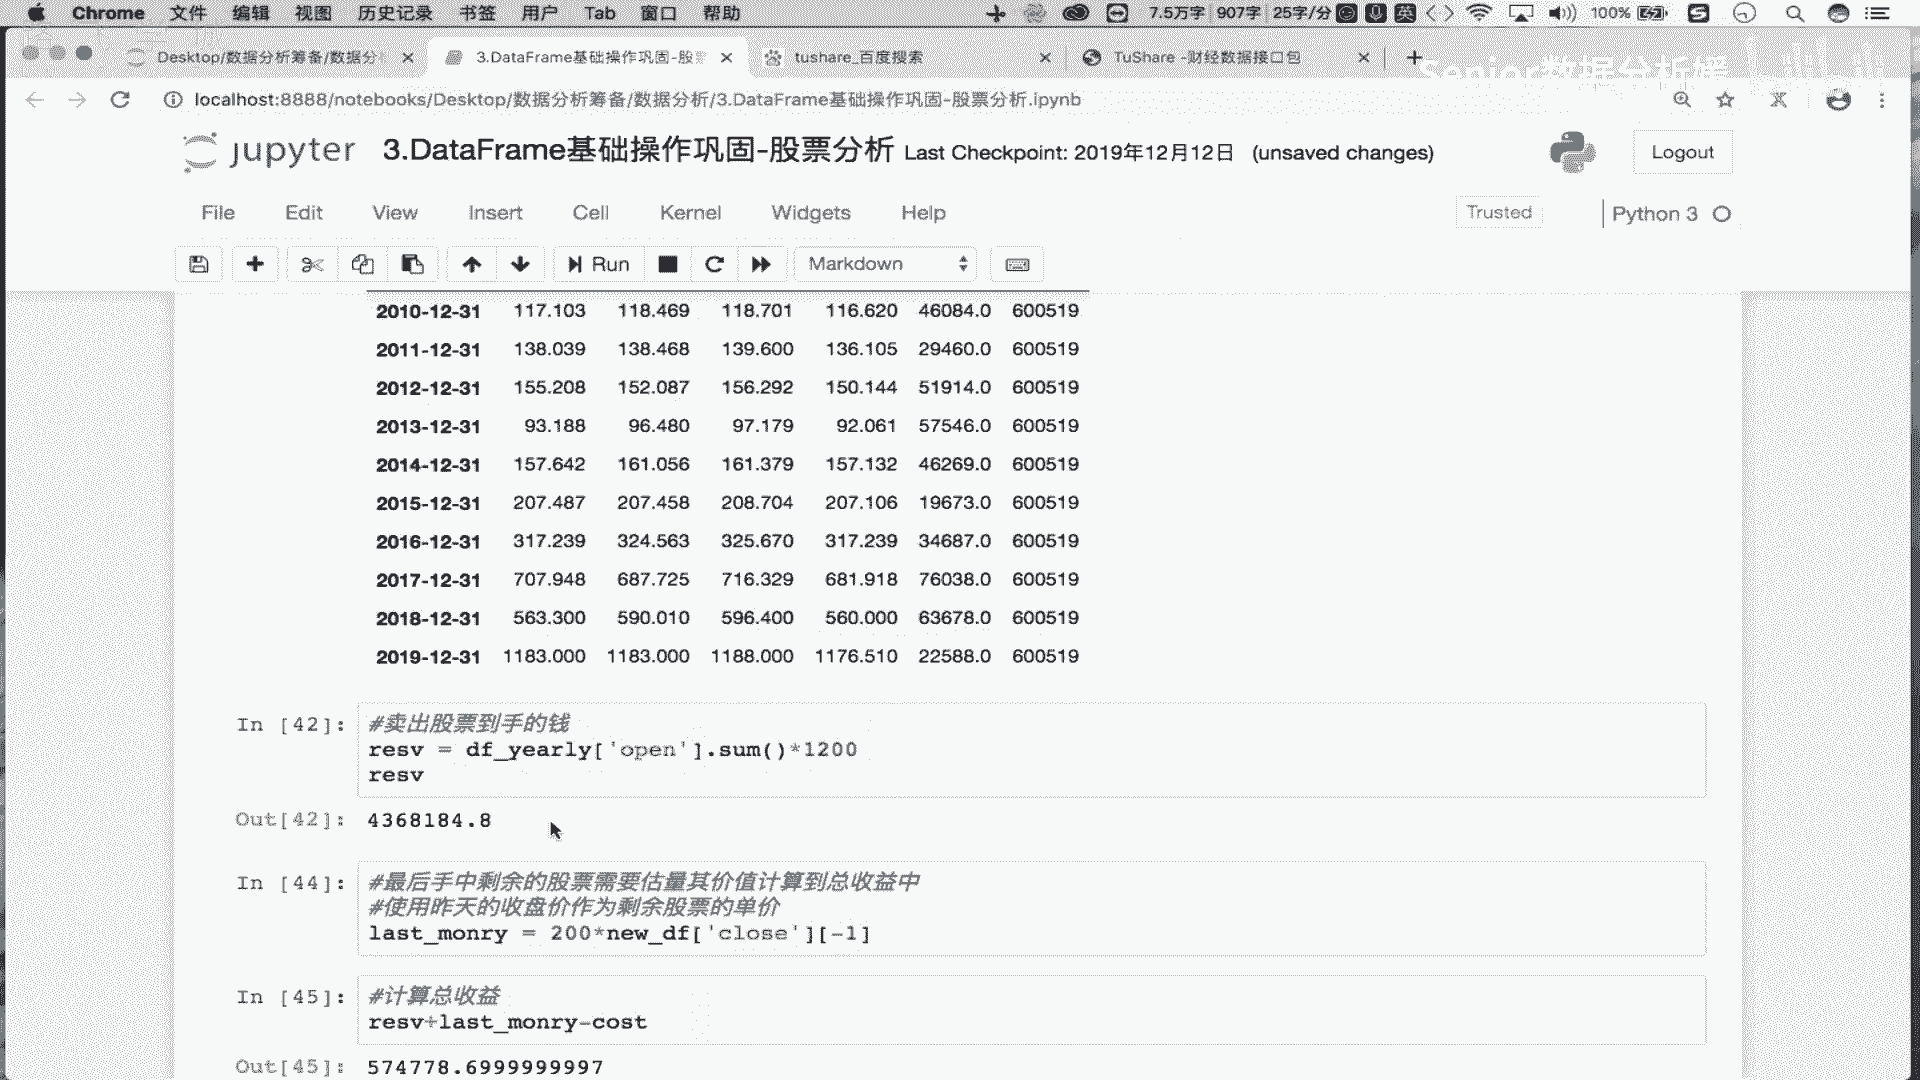 Chrome 文件 编辑 视图 历史记录 书签 用户 Tab 窗口 帮助 7.5万字 907字 25字/分 英 100%
Desktop/数据分析筹备/数据分 3.DataFrame基础操作巩固-股 tushare_百度搜索 TuShare -财经数据接口包
Senior数据分析媛
localhost:8888/notebooks/Desktop/数据分析筹备/数据分析/3.DataFrame基础操作巩固-股票分析.ipynb
jupyter 3.DataFrame基础操作巩固-股票分析 Last Checkpoint: 2019年12月12日 (unsaved changes) Logout
File Edit View Insert Cell Kernel Widgets Help Trusted Python 3
Run Markdown
2010-12-31 117.103 118.469 118.701 116.620 46084.0 600519
2011-12-31 138.039 138.468 139.600 136.105 29460.0 600519
2012-12-31 155.208 152.087 156.292 150.144 51914.0 600519
2013-12-31 93.188 96.480 97.179 92.061 57546.0 600519
2014-12-31 157.642 161.056 161.379 157.132 46269.0 600519
2015-12-31 207.487 207.458 208.704 207.106 19673.0 600519
2016-12-31 317.239 324.563 325.670 317.239 34687.0 600519
2017-12-31 707.948 687.725 716.329 681.918 76038.0 600519
2018-12-31 563.300 590.010 596.400 560.000 63678.0 600519
2019-12-31 1183.000 1183.000 1188.000 1176.510 22588.0 600519
In [42]: #卖出股票到手的钱
resv = df_yearly['open'].sum()*1200
resv
Out[42]: 4368184.8
In [44]: #最后手中剩余的股票需要估量其价值计算到总收益中
#使用昨天的收盘价作为剩余股票的单价
last_monry = 200*new_df['close'][-1]
In [45]: #计算总收益
resv+last_monry-cost
Out[45]: 574778.6999999997